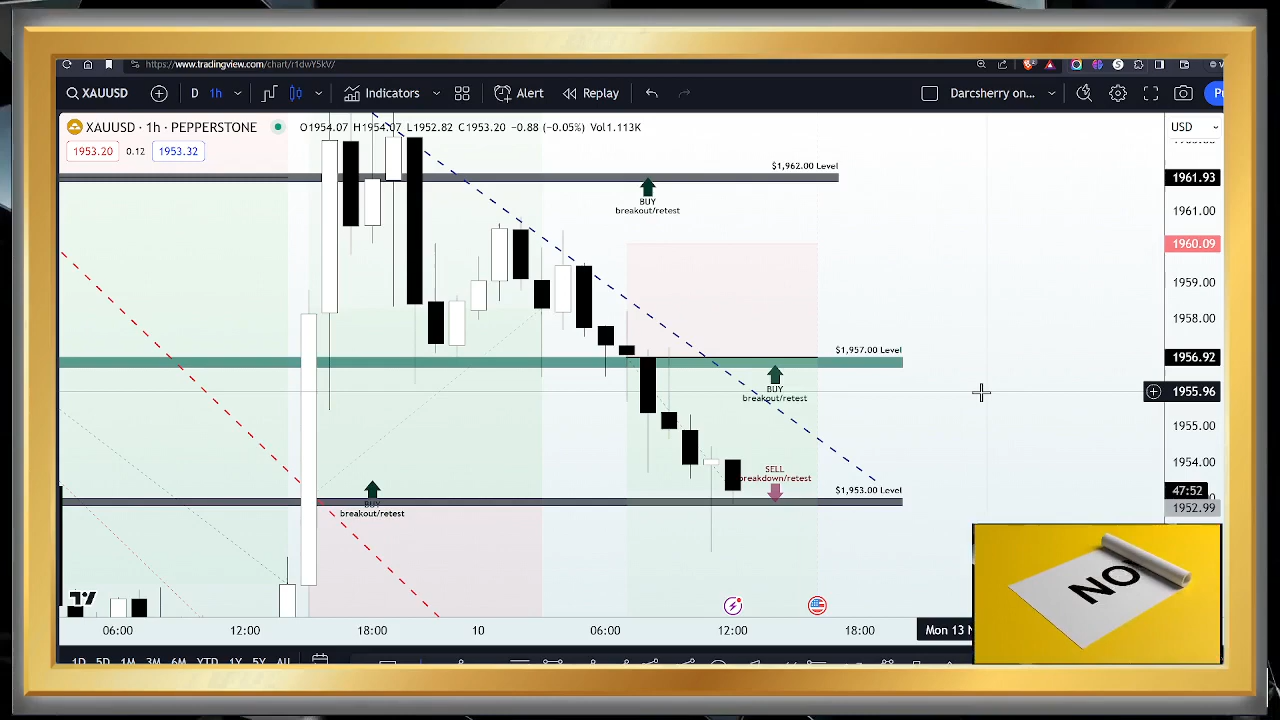 https://www.tradingview.com/chart/r1dwY5kV/
XAUUSD
D 1h
Indicators
Alert
Replay
Darsherry on...
XAUUSD · 1h · PEPPERSTONE
O1954.07 H1954.07 L1952.82 C1953.20 −0.88 (−0.05%) Vol1.113K
USD
1953.20 0.12 1953.32
$1,962.00 Level
1961.93
BUY
breakout/retest
1961.00
1960.09
1959.00
1958.00
$1,957.00 Level
1956.92
BUY
breakout/retest
1955.96
1955.00
1954.00
SELL
breakdown/retest
$1,953.00 Level
47:52
1952.99
BUY
breakout/retest
NO
06:00 12:00 18:00 10 06:00 12:00 18:00 Mon 13
1D 5D 1M 3M 6M YTD 1Y 5Y All